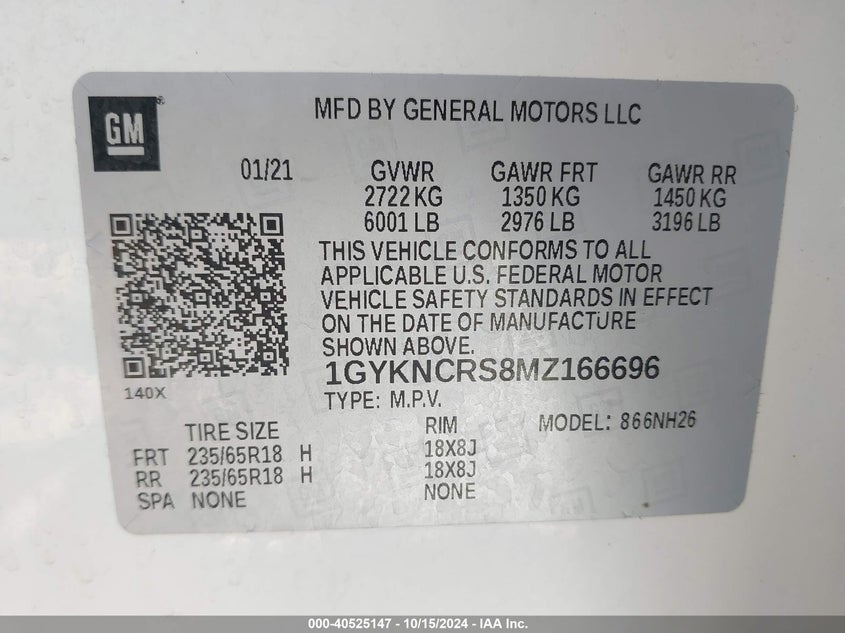 GM
MFD BY GENERAL MOTORS LLC
01/21 GVWR GAWR FRT GAWR RR
2722 KG 1350 KG 1450 KG
6001 LB 2976 LB 3196 LB
THIS VEHICLE CONFORMS TO ALL
APPLICABLE U.S. FEDERAL MOTOR
VEHICLE SAFETY STANDARDS IN EFFECT
ON THE DATE OF MANUFACTURE
SHOWN ABOVE.
1GYKNCRS8MZ166696
140X
TYPE: M.P.V.
TIRE SIZE RIM MODEL: 866NH26
FRT 235/65R18 H 18X8J
RR 235/65R18 H 18X8J
SPA NONE NONE
000-40525147 - 10/15/2024 - IAA Inc.